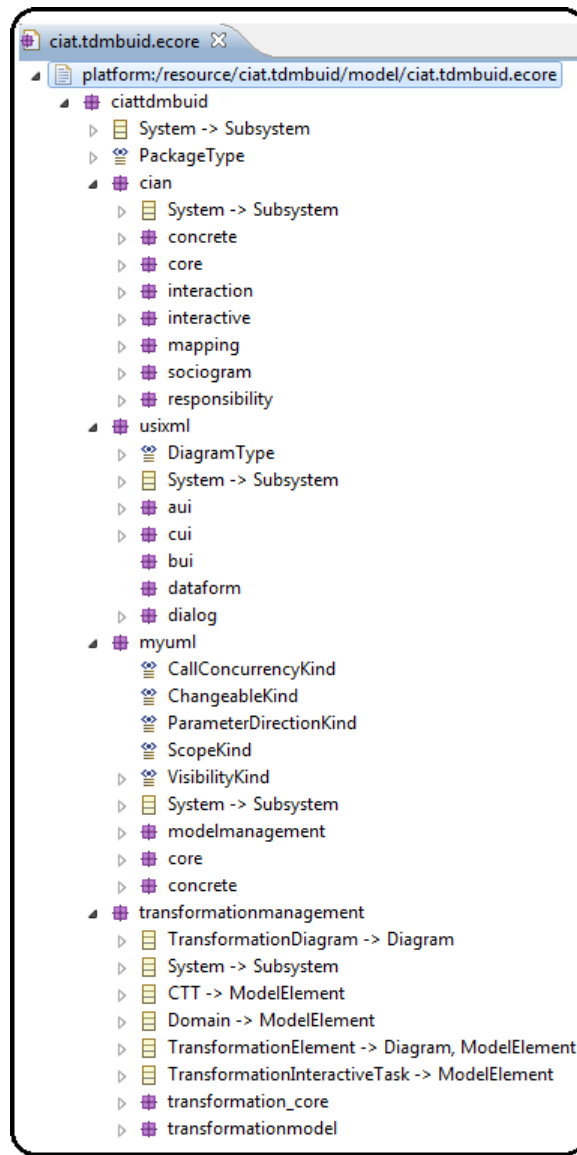 ciat.tdmbuid.ecore
platform:/resource/ciat.tdmbuid/model/ciat.tdmbuid.ecore
ciattdmbuid
System -> Subsystem
PackageType
cian
System -> Subsystem
concrete
core
interaction
interactive
mapping
sociogram
responsibility
usixml
DiagramType
System -> Subsystem
aui
cui
bui
dataform
dialog
myuml
CallConcurrencyKind
ChangeableKind
ParameterDirectionKind
ScopeKind
VisibilityKind
System -> Subsystem
modelmanagement
core
concrete
transformationmanagement
TransformationDiagram -> Diagram
System -> Subsystem
CTT -> ModelElement
Domain -> ModelElement
TransformationElement -> Diagram, ModelElement
TransformationInteractiveTask -> ModelElement
transformation_core
transformationmodel